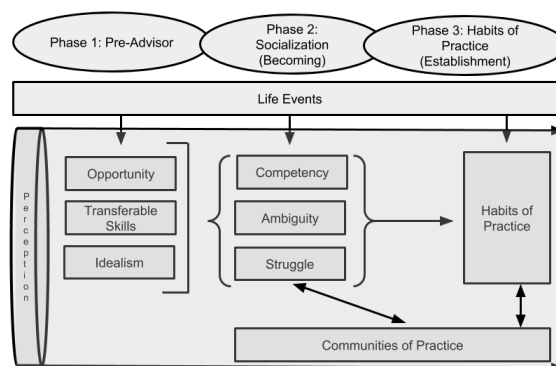 Phase 1: Pre-Advisor
Phase 2:
Socialization
(Becoming)
Phase 3: Habits of
Practice
(Establishment)
Life Events
Perception
Opportunity
Transferable
Skills
Idealism
Competency
Ambiguity
Struggle
Habits of
Practice
Communities of Practice